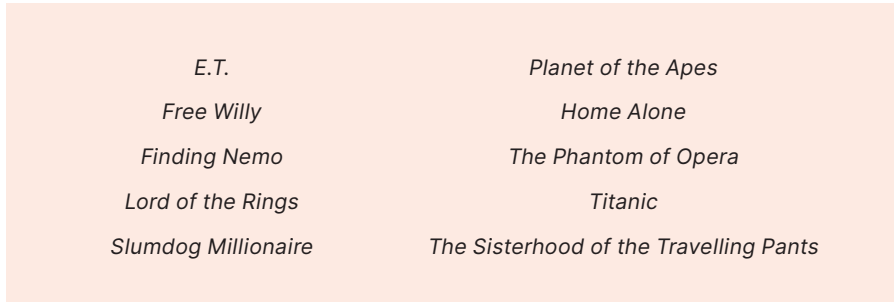 E.T.
Free Willy
Finding Nemo
Lord of the Rings
Slumdog Millionaire
Planet of the Apes
Home Alone
The Phantom of Opera
Titanic
The Sisterhood of the Travelling Pants